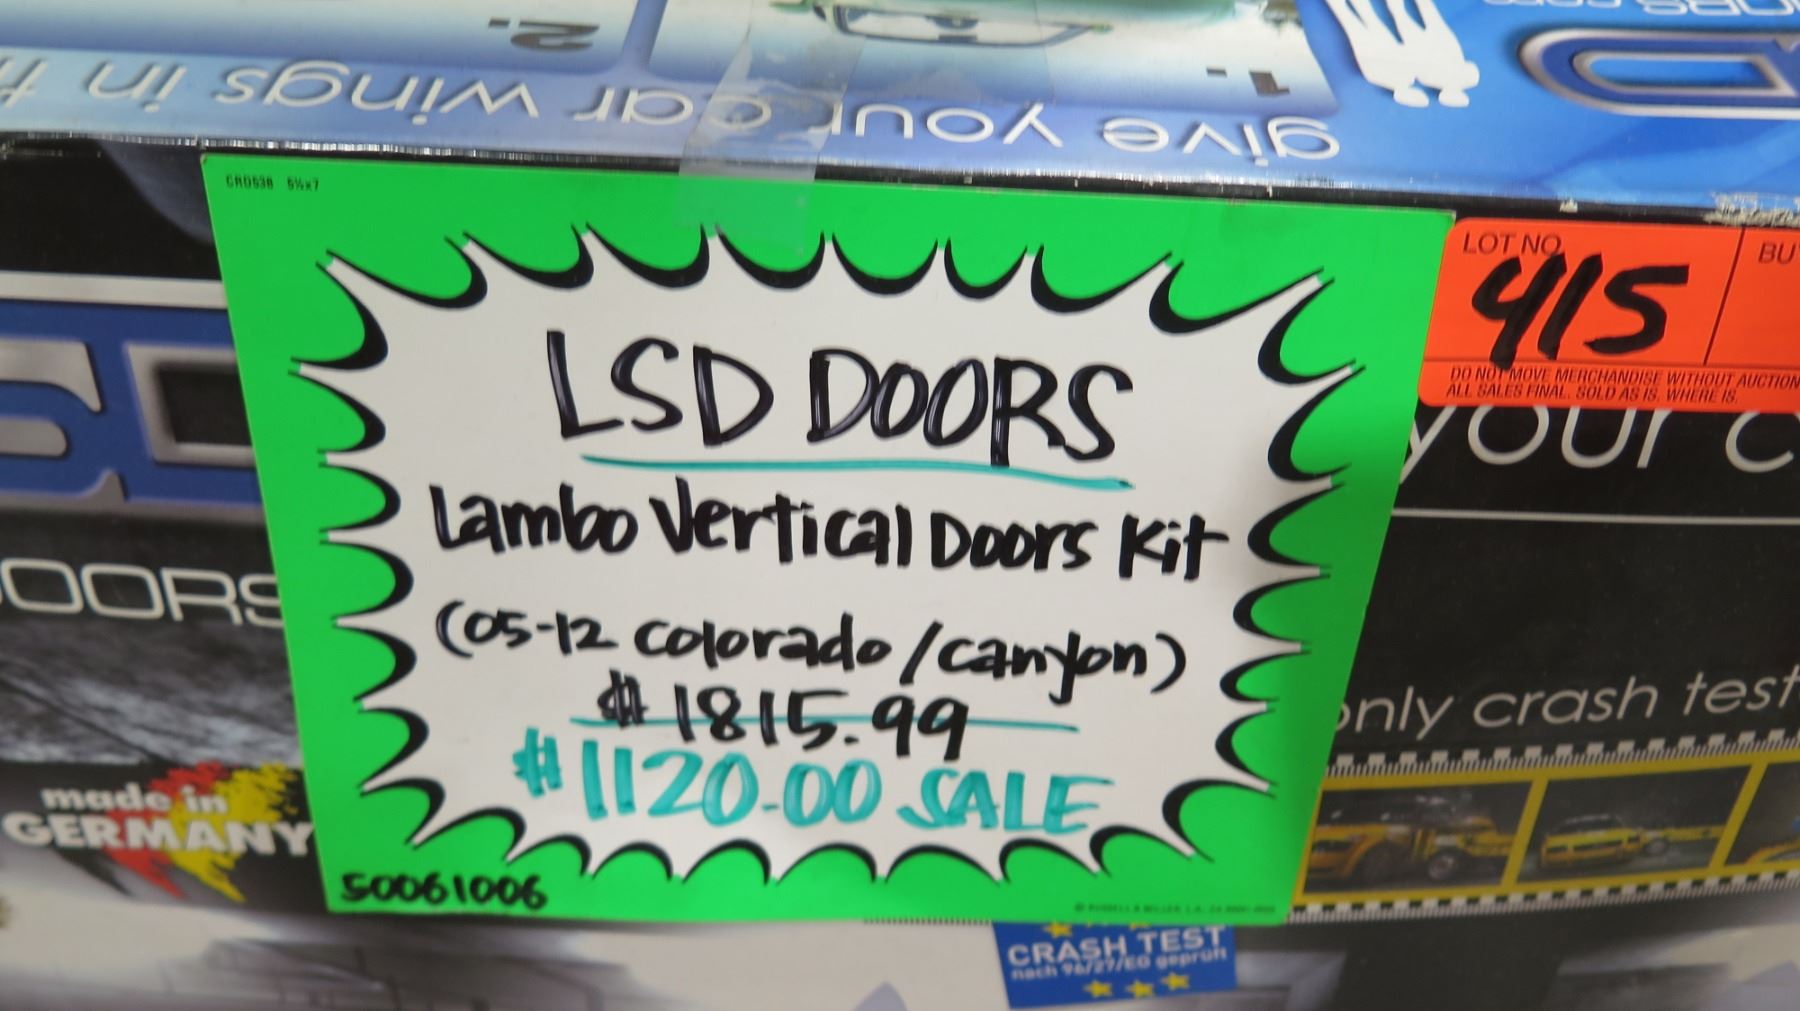 2.
1.
give your car wings in
CRD538 5½x7
LSD DOORS
Lambo Vertical Doors Kit
(05-12 Colorado/Canyon)
$1815.99
$1120.00 SALE
50061006
LOT NO.
415
DO NOT MOVE MERCHANDISE WITHOUT AUCTION
ALL SALES FINAL. SOLD AS IS. WHERE IS.
your c
only crash test
DOORS
made in
GERMANY
CRASH TEST
nach 96/27/EG geprüft